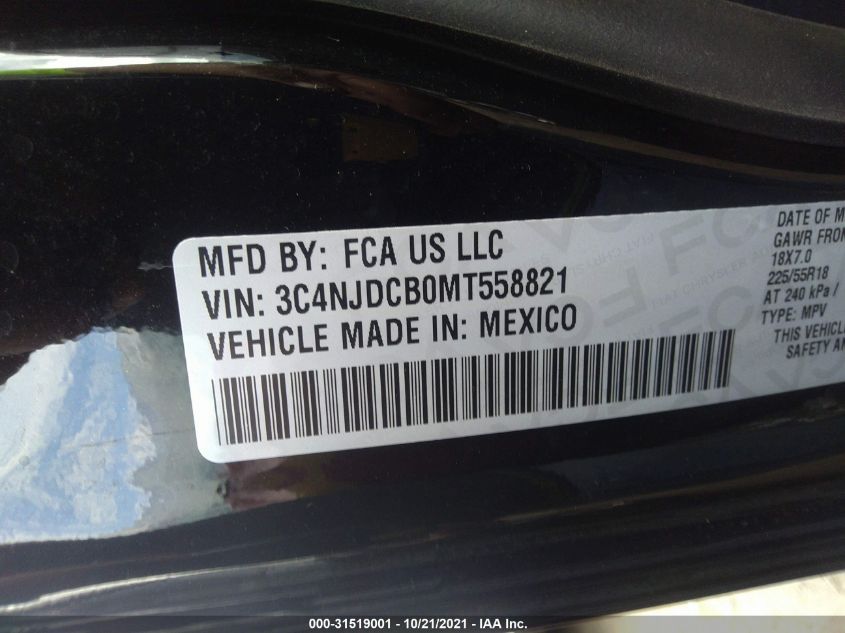 MFD BY: FCA US LLC
VIN: 3C4NJDCB0MT558821
VEHICLE MADE IN: MEXICO
DATE OF M
GAWR FRON
18X7.0
225/55R18
AT 240 kPa /
TYPE: MPV
THIS VEHICL
SAFETY AN
000-31519001 - 10/21/2021 - IAA Inc.